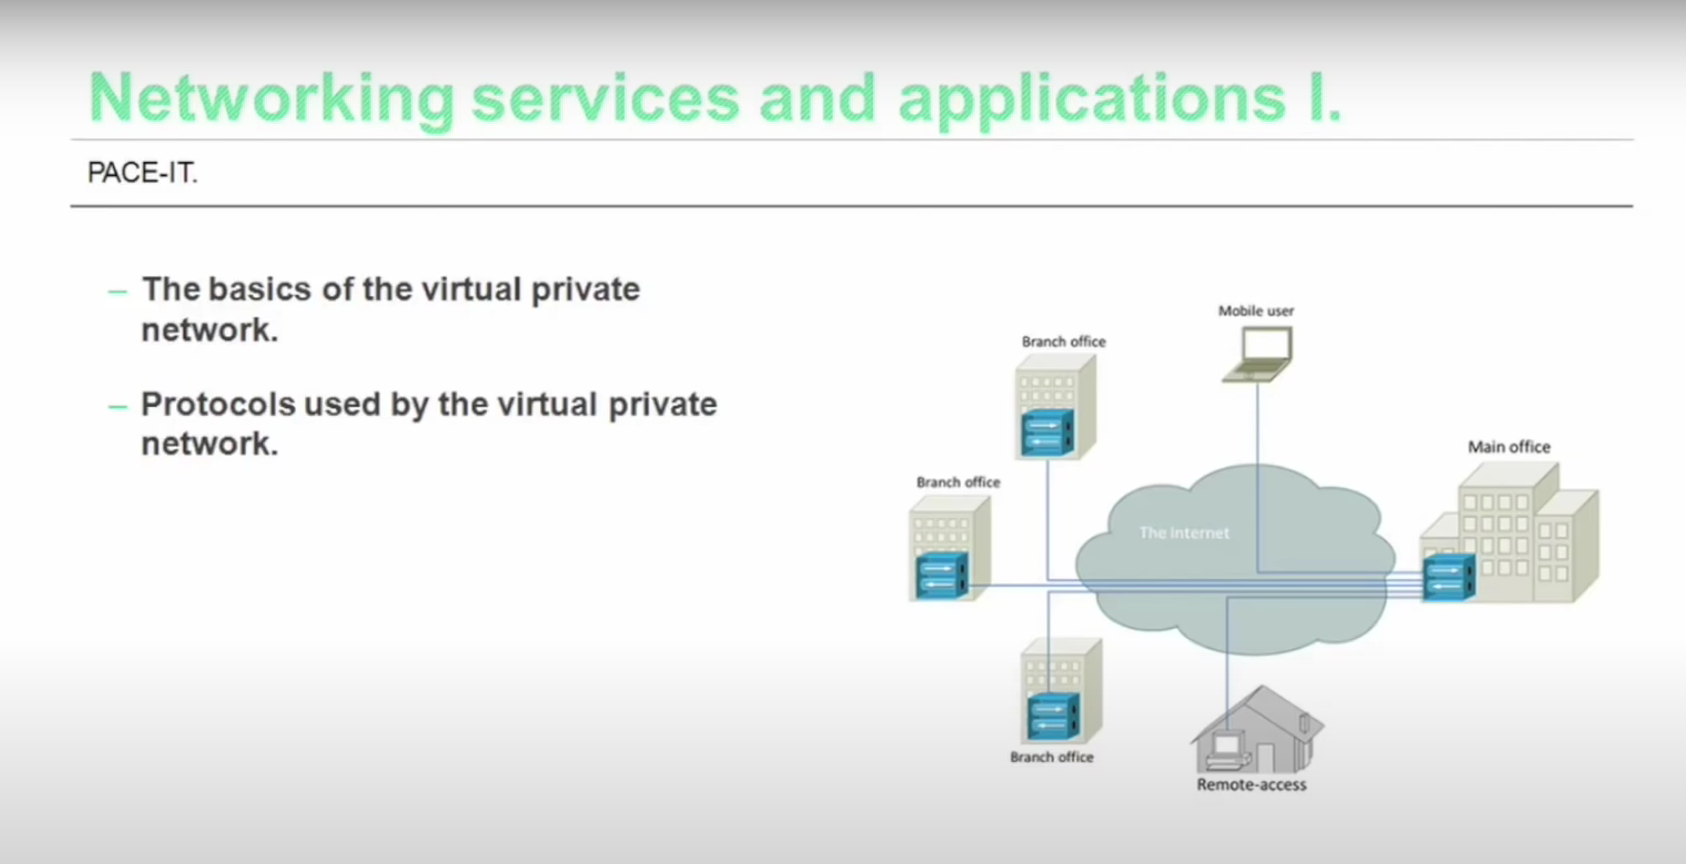 Networking services and applications I.
PACE-IT.
– The basics of the virtual private
network.
– Protocols used by the virtual private
network.
Mobile user
Branch office
Main office
Branch office
The Internet
Branch office
Remote-access